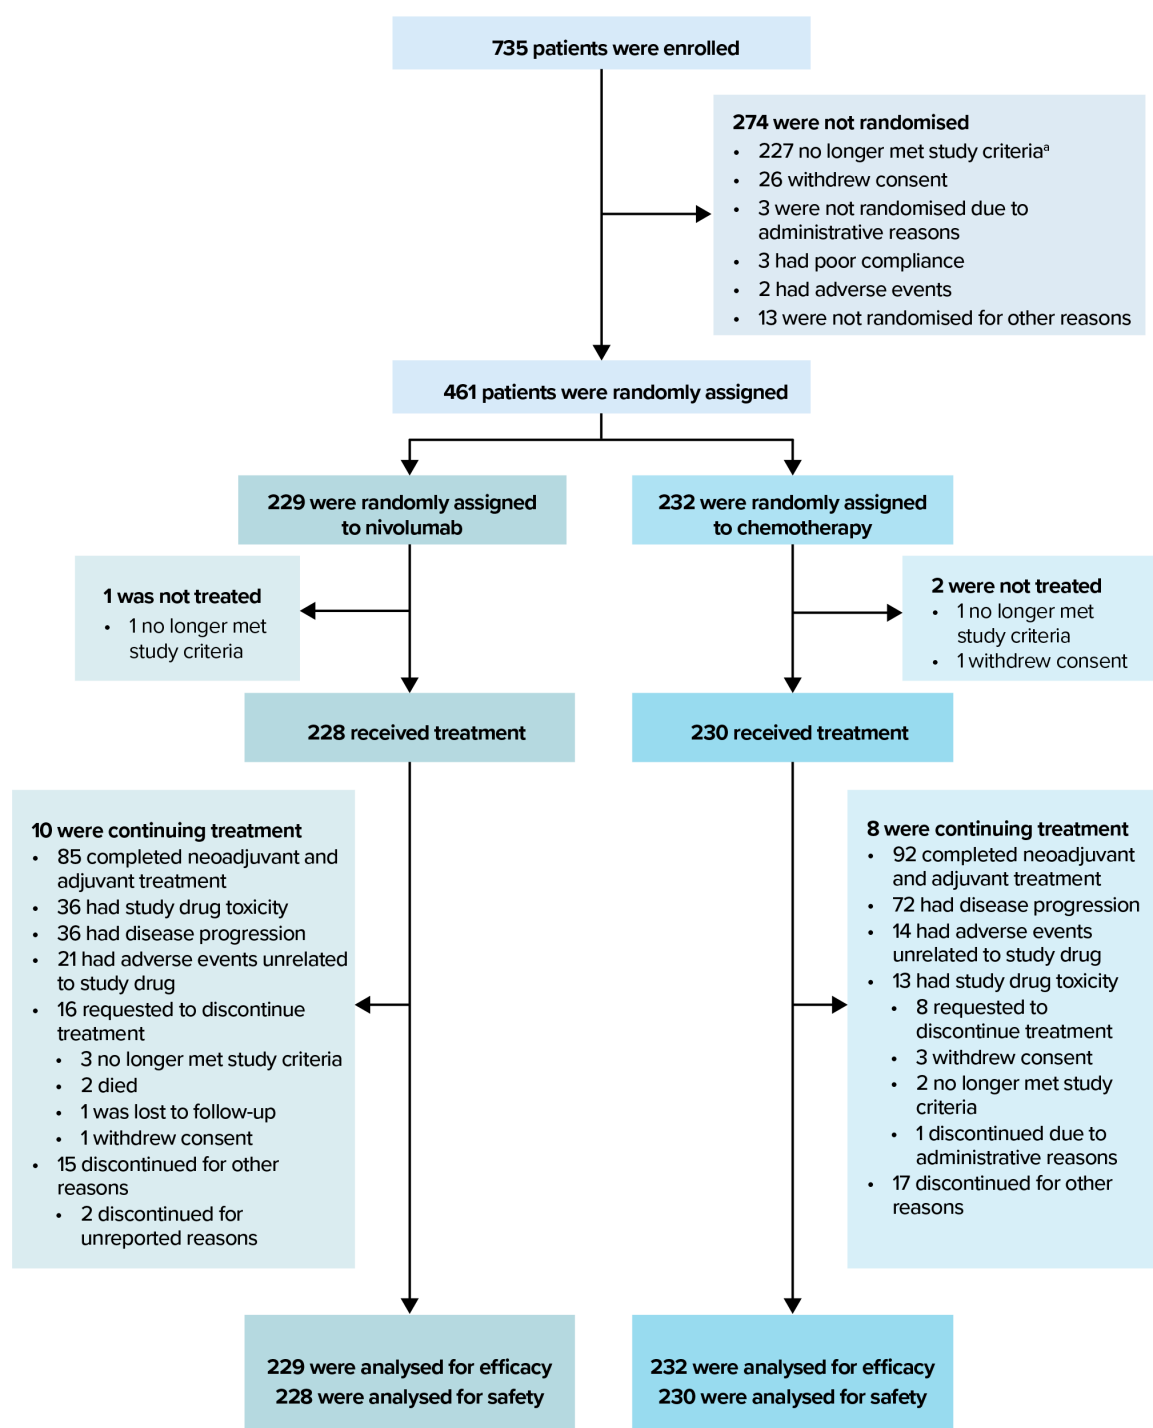 735 patients were enrolled
274 were not randomised
• 227 no longer met study criteriaᵃ
• 26 withdrew consent
• 3 were not randomised due to
administrative reasons
• 3 had poor compliance
• 2 had adverse events
• 13 were not randomised for other reasons
461 patients were randomly assigned
229 were randomly assigned
to nivolumab
232 were randomly assigned
to chemotherapy
1 was not treated
• 1 no longer met
study criteria
2 were not treated
• 1 no longer met
study criteria
• 1 withdrew consent
228 received treatment
230 received treatment
10 were continuing treatment
• 85 completed neoadjuvant and
adjuvant treatment
• 36 had study drug toxicity
• 36 had disease progression
• 21 had adverse events unrelated
to study drug
• 16 requested to discontinue
treatment
• 3 no longer met study criteria
• 2 died
• 1 was lost to follow-up
• 1 withdrew consent
• 15 discontinued for other
reasons
• 2 discontinued for
unreported reasons
8 were continuing treatment
• 92 completed neoadjuvant
and adjuvant treatment
• 72 had disease progression
• 14 had adverse events
unrelated to study drug
• 13 had study drug toxicity
• 8 requested to
discontinue treatment
• 3 withdrew consent
• 2 no longer met study
criteria
• 1 discontinued due to
administrative reasons
• 17 discontinued for other
reasons
229 were analysed for efficacy
228 were analysed for safety
232 were analysed for efficacy
230 were analysed for safety